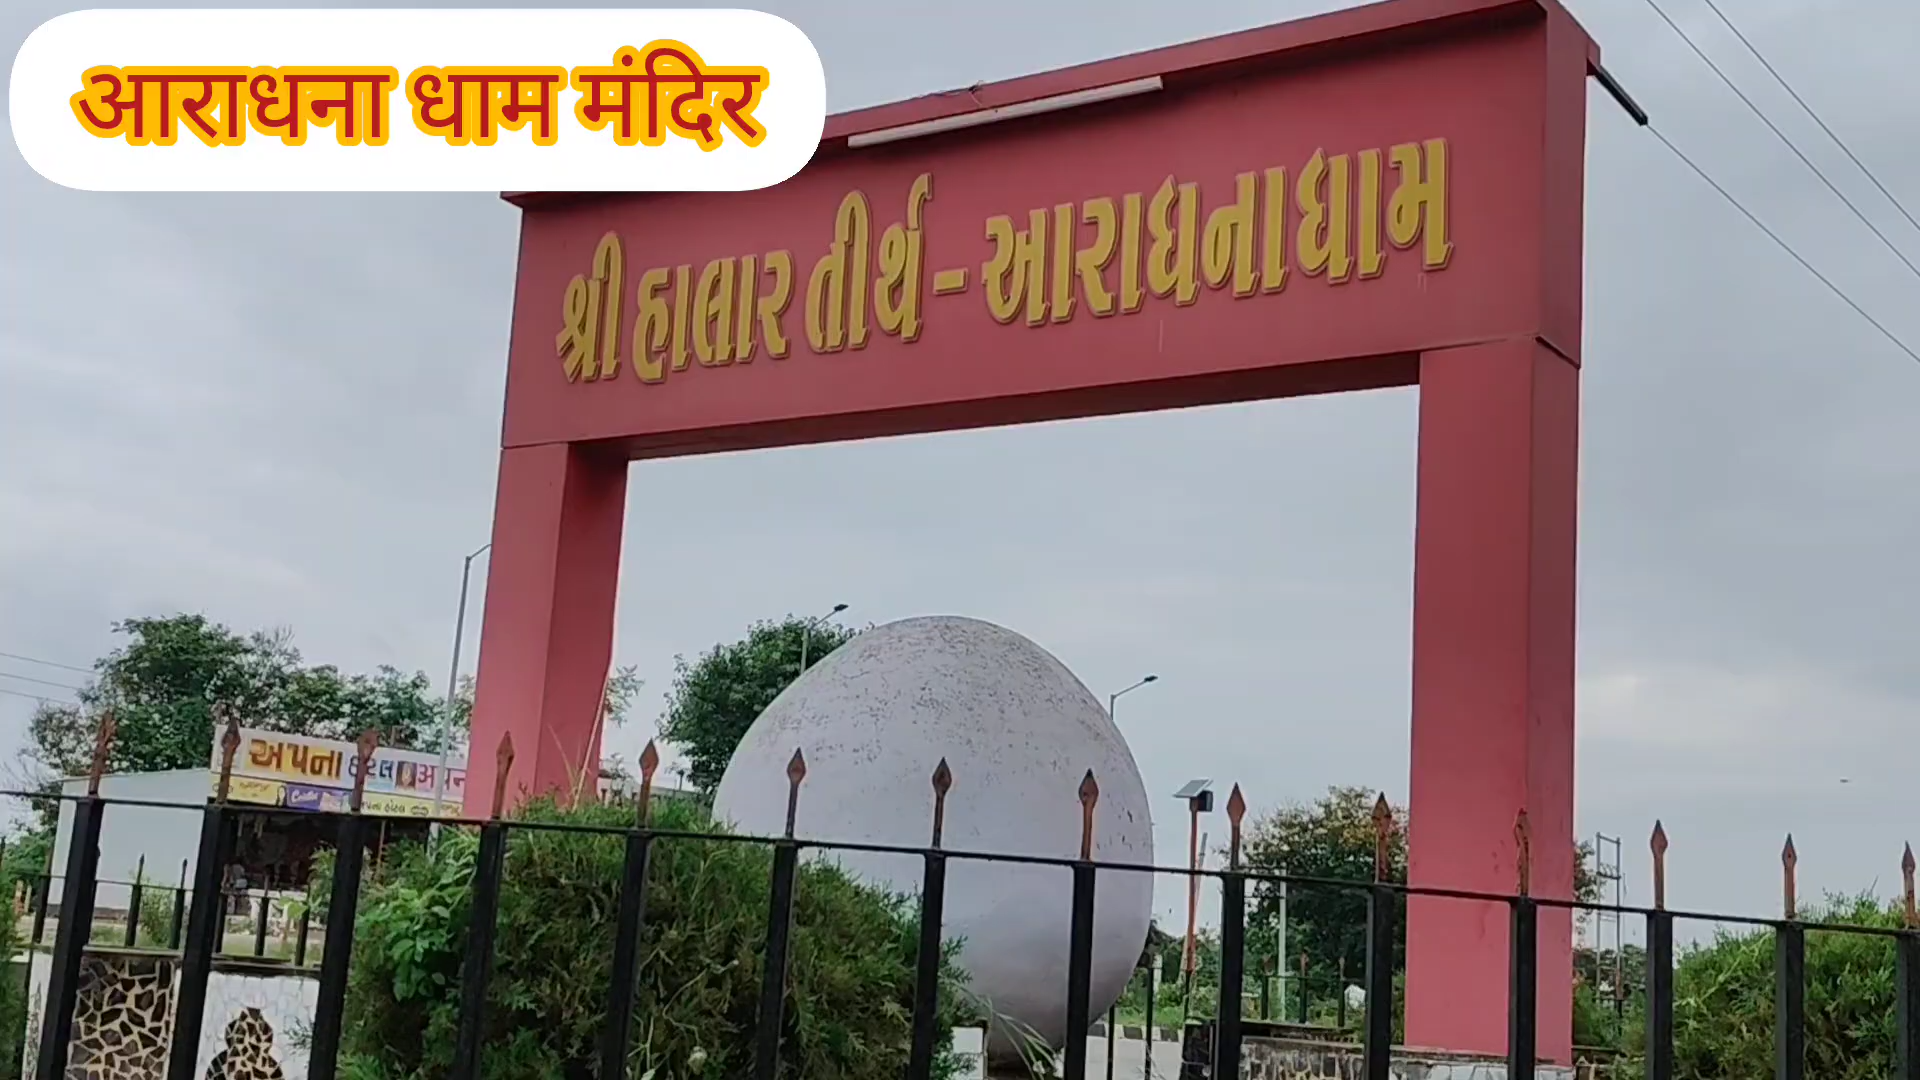 आराधना धाम मंदिर
શ્રી હાલાર તીર્થ - આરાધનાધામ
અપના હોટલ